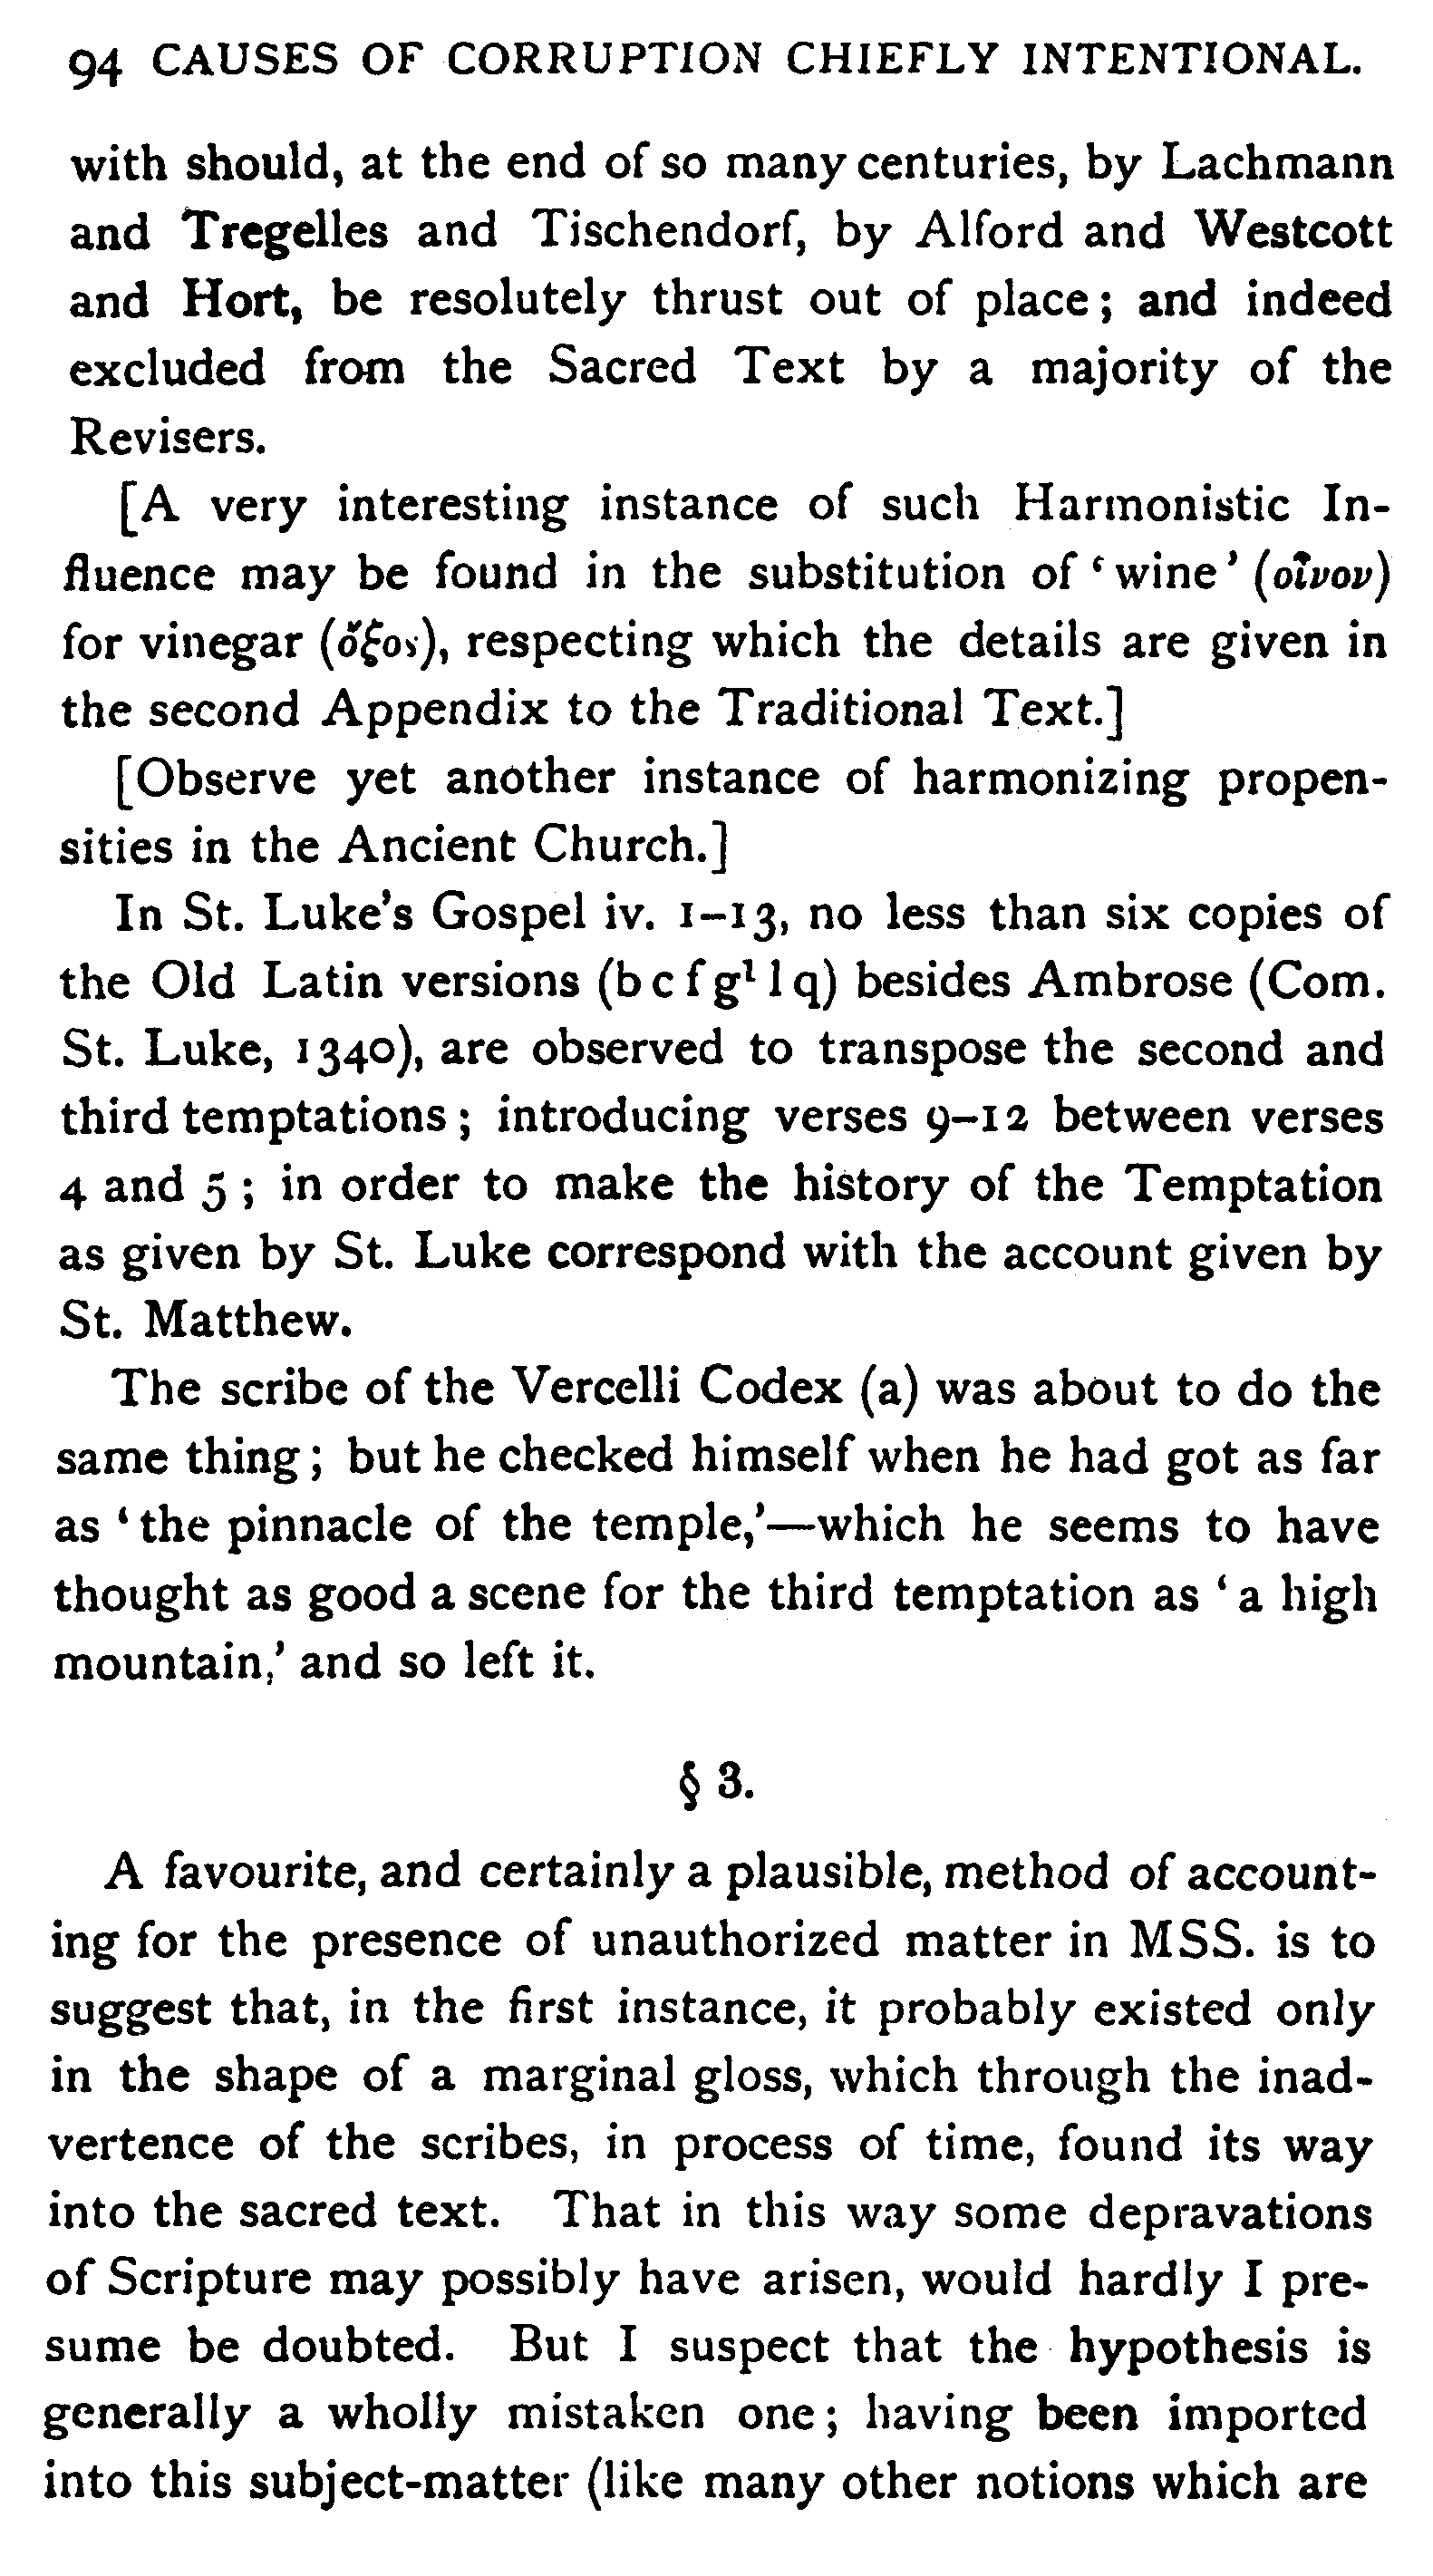 94 CAUSES OF CORRUPTION CHIEFLY INTENTIONAL.
with should, at the end of so many centuries, by Lachmann
and Tregelles and Tischendorf, by Alford and Westcott
and Hort, be resolutely thrust out of place; and indeed
excluded from the Sacred Text by a majority of the
Revisers.
[A very interesting instance of such Harmonistic In-
fluence may be found in the substitution of ‘wine’ (οἶνον)
for vinegar (ὄξος), respecting which the details are given in
the second Appendix to the Traditional Text.]
[Observe yet another instance of harmonizing propen-
sities in the Ancient Church.]
In St. Luke’s Gospel iv. 1–13, no less than six copies of
the Old Latin versions (b c f g¹ l q) besides Ambrose (Com.
St. Luke, 1340), are observed to transpose the second and
third temptations; introducing verses 9–12 between verses
4 and 5; in order to make the history of the Temptation
as given by St. Luke correspond with the account given by
St. Matthew.
The scribe of the Vercelli Codex (a) was about to do the
same thing; but he checked himself when he had got as far
as ‘the pinnacle of the temple,’—which he seems to have
thought as good a scene for the third temptation as ‘a high
mountain,’ and so left it.
§ 3.
A favourite, and certainly a plausible, method of account-
ing for the presence of unauthorized matter in MSS. is to
suggest that, in the first instance, it probably existed only
in the shape of a marginal gloss, which through the inad-
vertence of the scribes, in process of time, found its way
into the sacred text. That in this way some depravations
of Scripture may possibly have arisen, would hardly I pre-
sume be doubted. But I suspect that the hypothesis is
generally a wholly mistaken one; having been imported
into this subject-matter (like many other notions which are